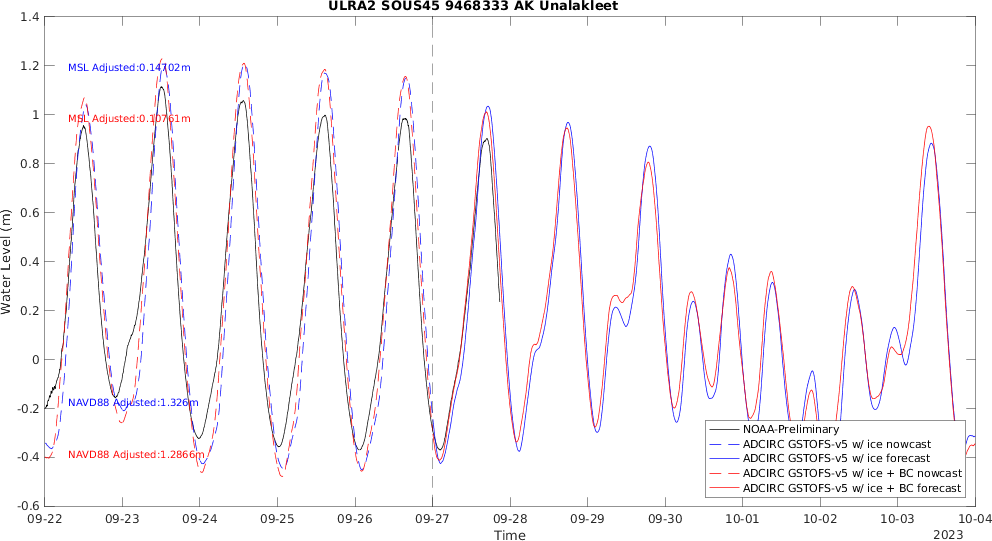 ULRA2 SOUS45 9468333 AK Unalakleet
1.4
1.2
1
0.8
0.6
0.4
0.2
0
-0.2
-0.4
-0.6
Water Level (m)
MSL Adjusted:0.14702m
MSL Adjusted:0.10761m
NAVD88 Adjusted:1.326m
NAVD88 Adjusted:1.2866m
NOAA-Preliminary
ADCIRC GSTOFS-v5 w/ ice nowcast
ADCIRC GSTOFS-v5 w/ ice forecast
ADCIRC GSTOFS-v5 w/ ice + BC nowcast
ADCIRC GSTOFS-v5 w/ ice + BC forecast
09-22 09-23 09-24 09-25 09-26 09-27 09-28 09-29 09-30 10-01 10-02 10-03 10-04
Time
2023